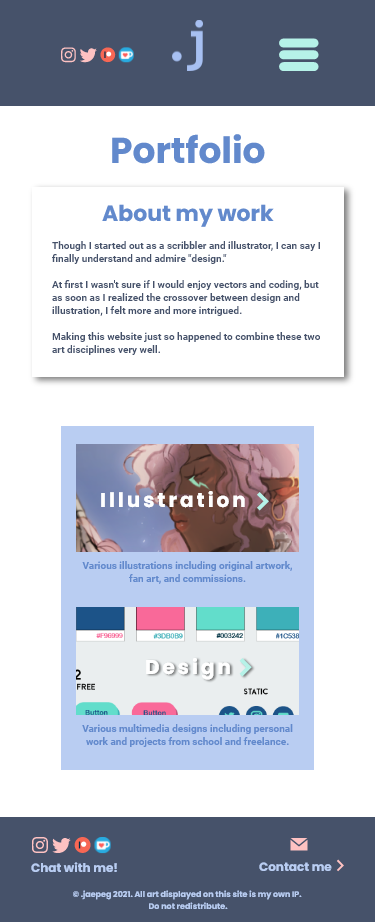 .j
Portfolio
About my work
Though I started out as a scribbler and illustrator, I can say I
finally understand and admire "design."
At first I wasn't sure if I would enjoy vectors and coding, but
as soon as I realized the crossover between design and
illustration, I felt more and more intrigued.
Making this website just so happened to combine these two
art disciplines very well.
Illustration
Various illustrations including original artwork,
fan art, and commissions.
#F96999 #3DB0B9 #003242 #1C538
Design
2
FREE
STATIC
Button Button
Various multimedia designs including personal
work and projects from school and freelance.
Chat with me! Contact me
© .jaepeg 2021. All art displayed on this site is my own IP.
Do not redistribute.